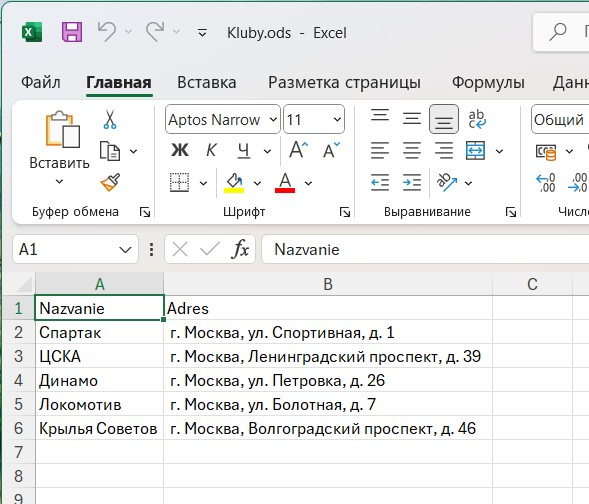 Kluby.ods - Excel
Файл Главная Вставка Разметка страницы Формулы
Вставить
Aptos Narrow 11
Общий
Ж К Ч
Буфер обмена Шрифт Выравнивание
A1 fx Nazvanie
A B C
1 Nazvanie Adres
2 Спартак г. Москва, ул. Спортивная, д. 1
3 ЦСКА г. Москва, Ленинградский проспект, д. 39
4 Динамо г. Москва, ул. Петровка, д. 26
5 Локомотив г. Москва, ул. Болотная, д. 7
6 Крылья Советов г. Москва, Волгоградский проспект, д. 46
7
8
9